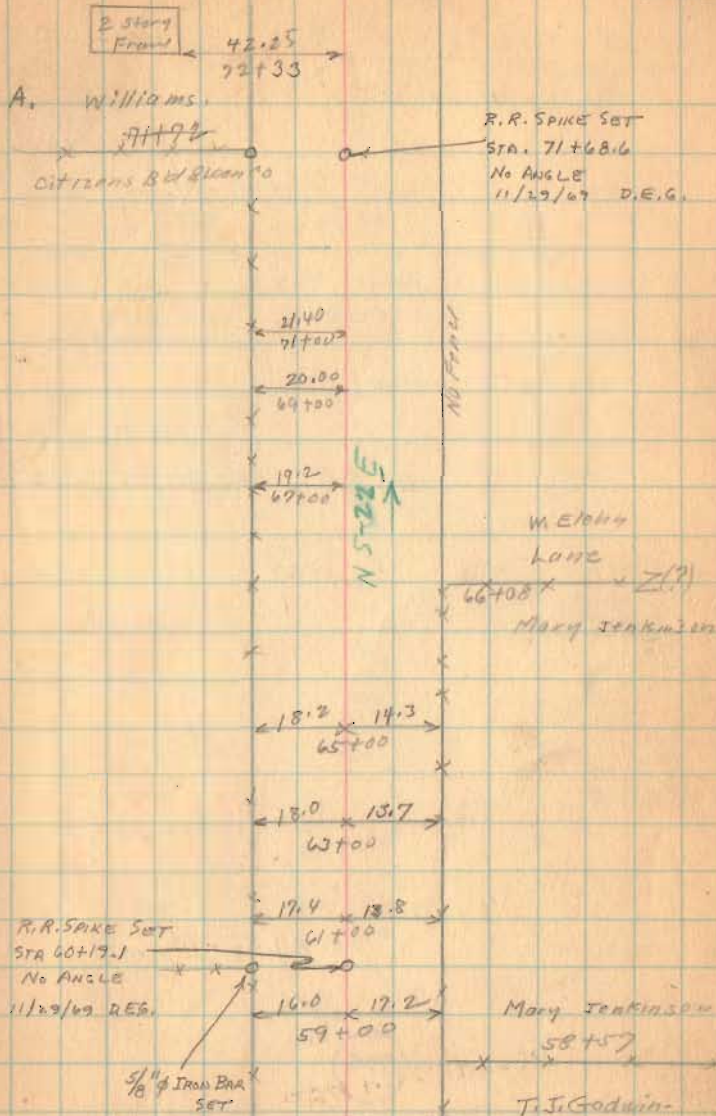 2 Story
Frame
42.25
72+33
A. Williams.
71+72
Citizens Bld & Loan Co
R.R. SPIKE SET
STA. 71+68.6
No ANGLE
11/29/69 D.E.G.
21.40
71+00
20.00
69+00
No Fence
19.2
67+00
N 5-22 E
W.
Lane
66+08
Z(?)
Mary Jenkinson
18.2 14.3
65+00
18.0 13.7
63+00
17.4 13.8
61+00
R.R. SPIKE SET
STA 60+19.1
No ANGLE
11/29/69 DEG.
16.0 17.2
59+00
Mary Jenkinson
58+57
5/8" φ IRON BAR
SET
T.J. Godwin